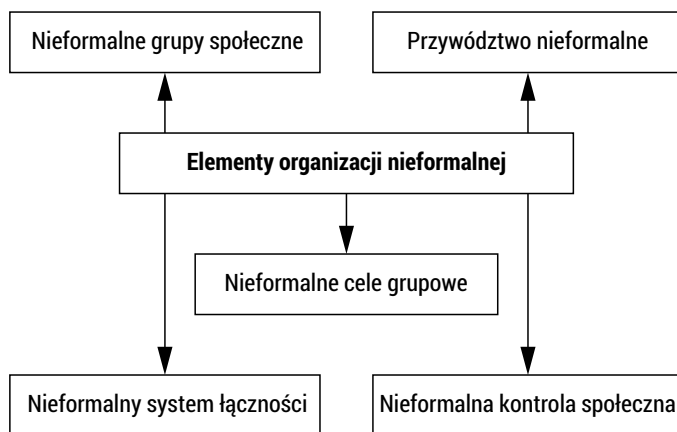 Nieformalne grupy społeczne
Przywództwo nieformalne
Elementy organizacji nieformalnej
Nieformalne cele grupowe
Nieformalny system łączności
Nieformalna kontrola społeczna